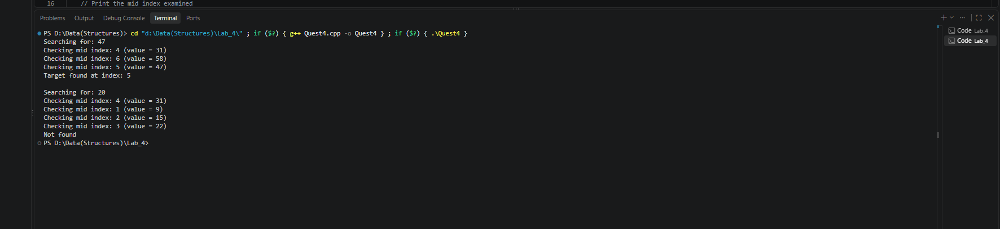 16 // Print the mid index examined
Problems Output Debug Console Terminal Ports
PS D:\Data(Structures)> cd "d:\Data(Structures)\Lab_4\" ; if ($?) { g++ Quest4.cpp -o Quest4 } ; if ($?) { .\Quest4 }
Searching for: 47
Checking mid index: 4 (value = 31)
Checking mid index: 6 (value = 58)
Checking mid index: 5 (value = 47)
Target found at index: 5
Searching for: 20
Checking mid index: 4 (value = 31)
Checking mid index: 1 (value = 9)
Checking mid index: 2 (value = 15)
Checking mid index: 3 (value = 22)
Not found
PS D:\Data(Structures)\Lab_4>
Code Lab_4
Code Lab_4